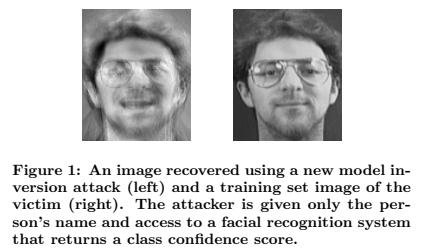 Figure 1: An image recovered using a new model in-
version attack (left) and a training set image of the
victim (right). The attacker is given only the per-
son's name and access to a facial recognition system
that returns a class confidence score.